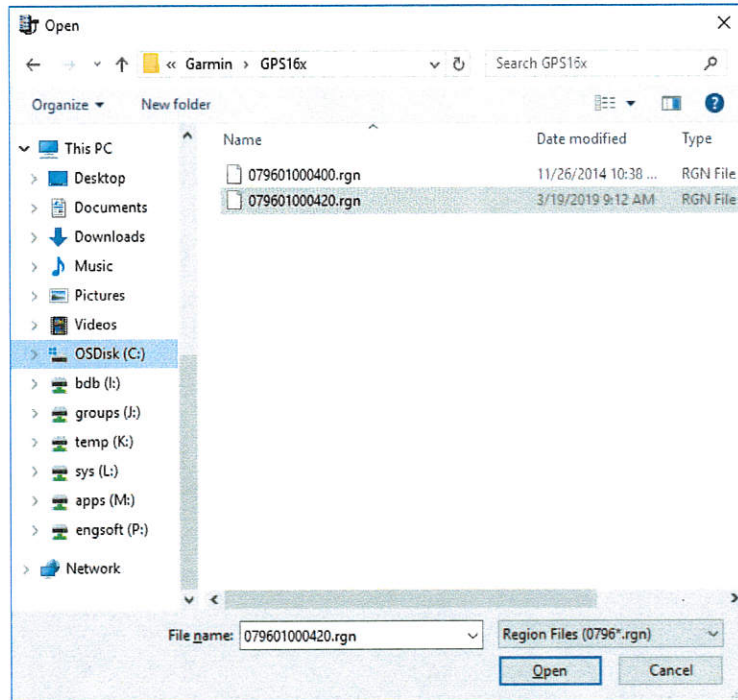 Open
« Garmin > GPS16x
Search GPS16x
Organize
New folder
Name
Date modified
Type
079601000400.rgn
11/26/2014 10:38 ...
RGN File
079601000420.rgn
3/19/2019 9:12 AM
RGN File
This PC
Desktop
Documents
Downloads
Music
Pictures
Videos
OSDisk (C:)
bdb (I:)
groups (J:)
temp (K:)
sys (L:)
apps (M:)
engsoft (P:)
Network
File name: 079601000420.rgn
Region Files (0796*.rgn)
Open
Cancel